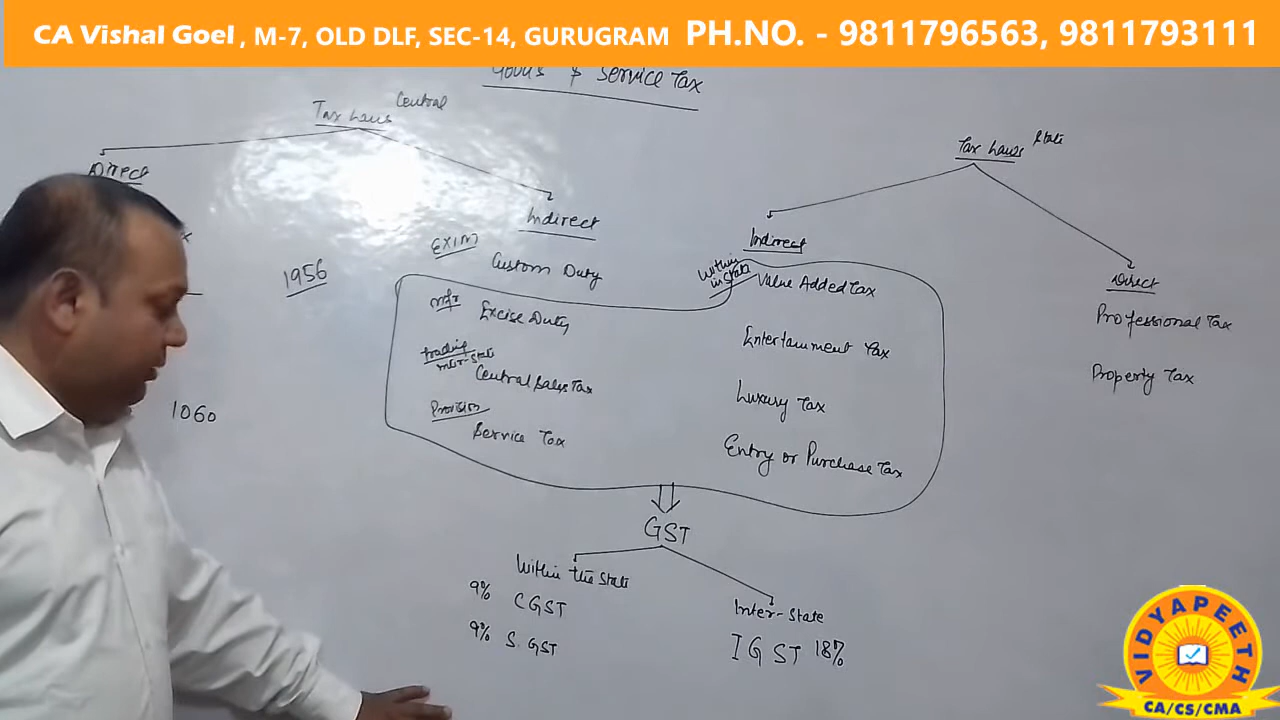 CA Vishal Goel , M-7, OLD DLF, SEC-14, GURUGRAM PH.NO. - 9811796563, 9811793111
Goods & Service Tax
Tax Laws Central
Direct
Indirect
EXIM
Custom Duty
1956
mfr
Excise Duty
trading
inter-State
Central Sales Tax
1060
Provision
Service Tax
Tax Laws State
Indirect
Direct
Within
in State
Value Added Tax
Entertainment Tax
Luxury Tax
Entry or Purchase Tax
Professional Tax
Property Tax
GST
Within the State
9% CGST
9% S.GST
Inter-State
IGST 18%
VIDYAPEETH
CA/CS/CMA